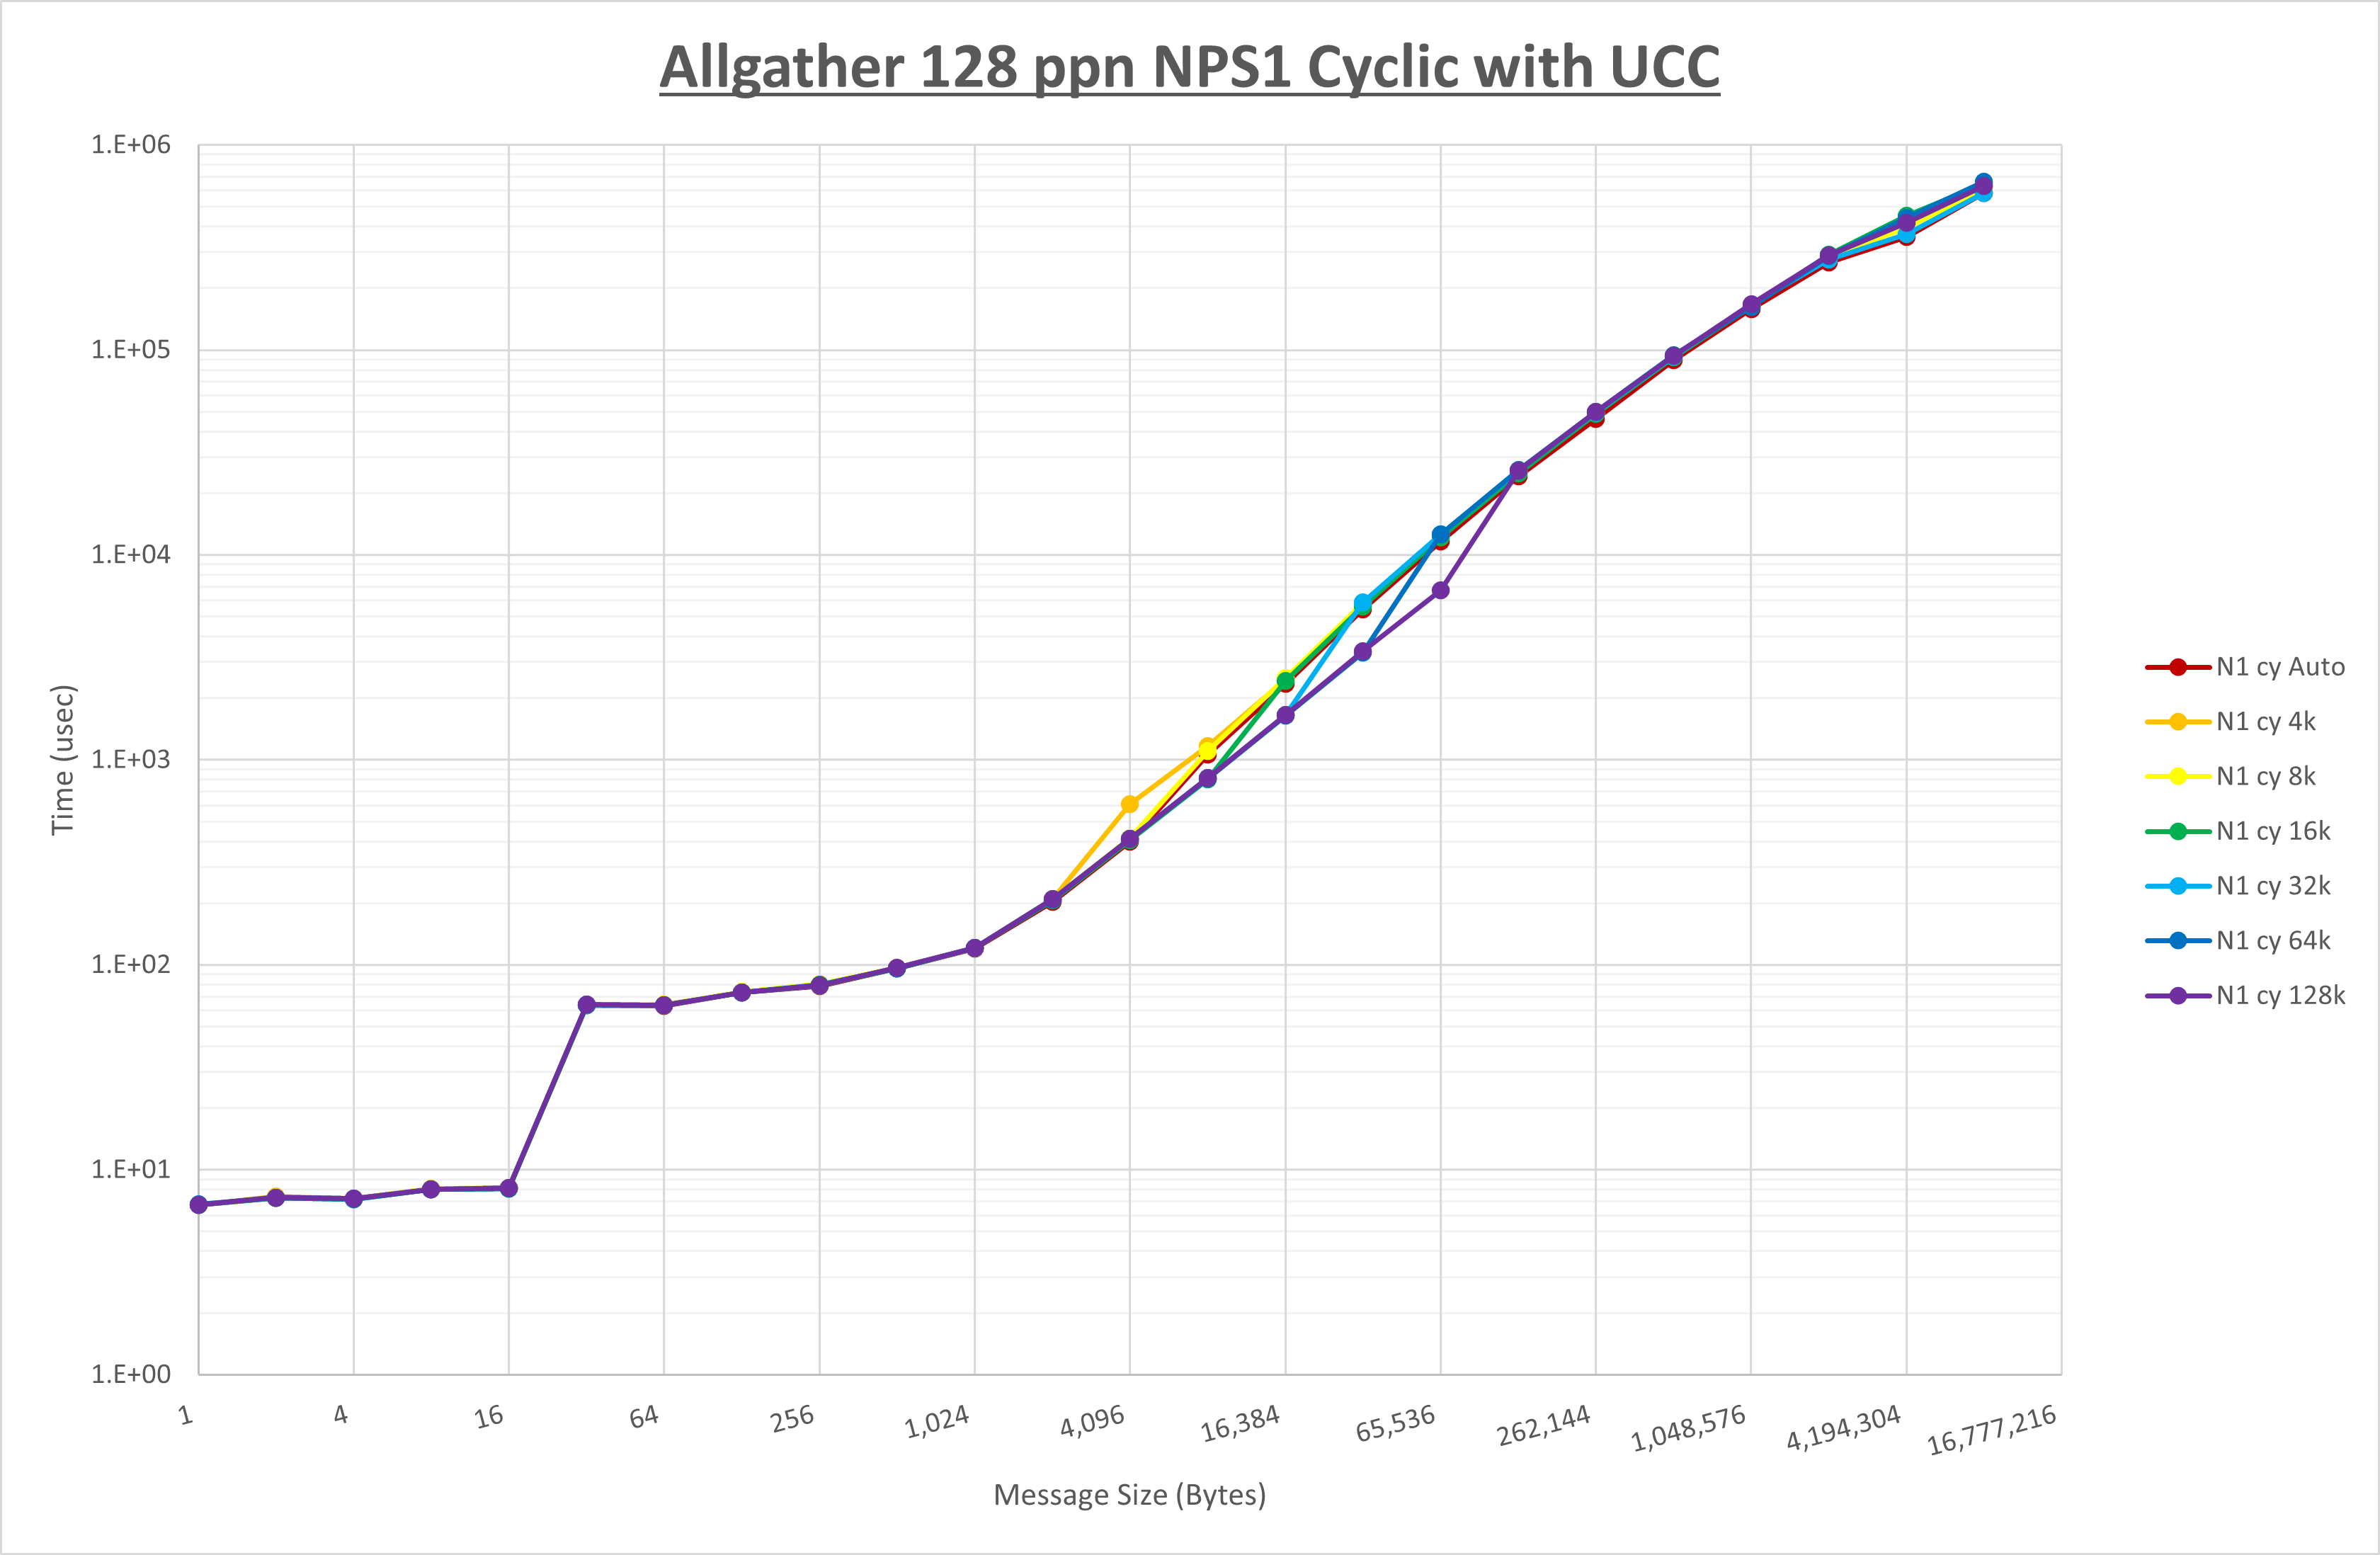 Allgather 128 ppn NPS1 Cyclic with UCC
1.E+06
1.E+05
1.E+04
1.E+03
1.E+02
1.E+01
1.E+00
Time (usec)
1
4
16
64
256
1,024
4,096
16,384
65,536
262,144
1,048,576
4,194,304
16,777,216
Message Size (Bytes)
N1 cy Auto
N1 cy 4k
N1 cy 8k
N1 cy 16k
N1 cy 32k
N1 cy 64k
N1 cy 128k